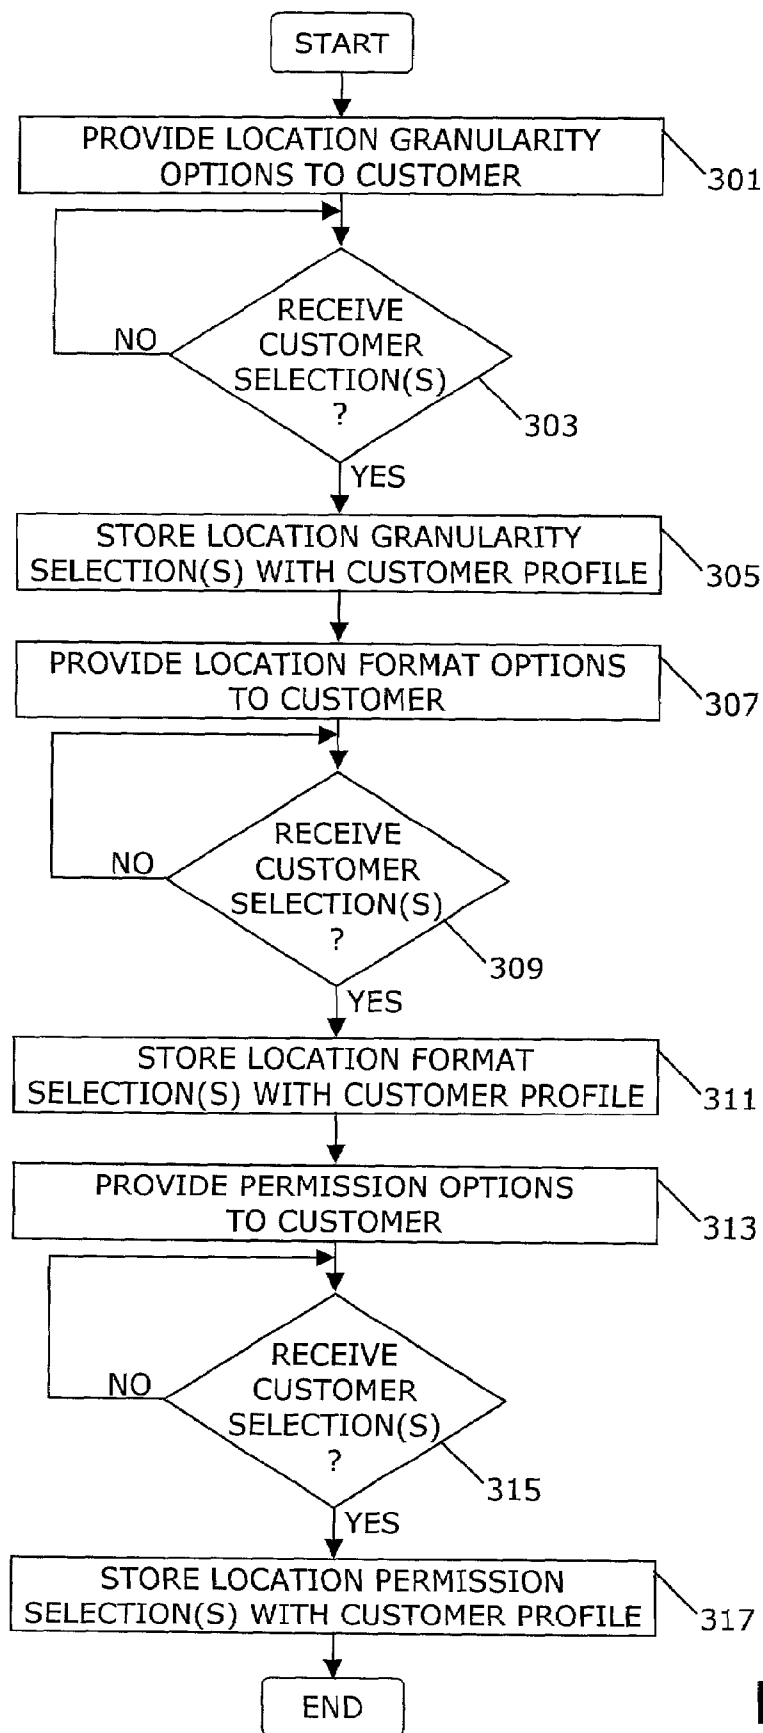 START
PROVIDE LOCATION GRANULARITY
OPTIONS TO CUSTOMER
301
RECEIVE
CUSTOMER
SELECTION(S)
?
NO
303
YES
STORE LOCATION GRANULARITY
SELECTION(S) WITH CUSTOMER PROFILE
305
PROVIDE LOCATION FORMAT OPTIONS
TO CUSTOMER
307
RECEIVE
CUSTOMER
SELECTION(S)
?
NO
309
YES
STORE LOCATION FORMAT
SELECTION(S) WITH CUSTOMER PROFILE
311
PROVIDE PERMISSION OPTIONS
TO CUSTOMER
313
RECEIVE
CUSTOMER
SELECTION(S)
?
NO
315
YES
STORE LOCATION PERMISSION
SELECTION(S) WITH CUSTOMER PROFILE
317
END